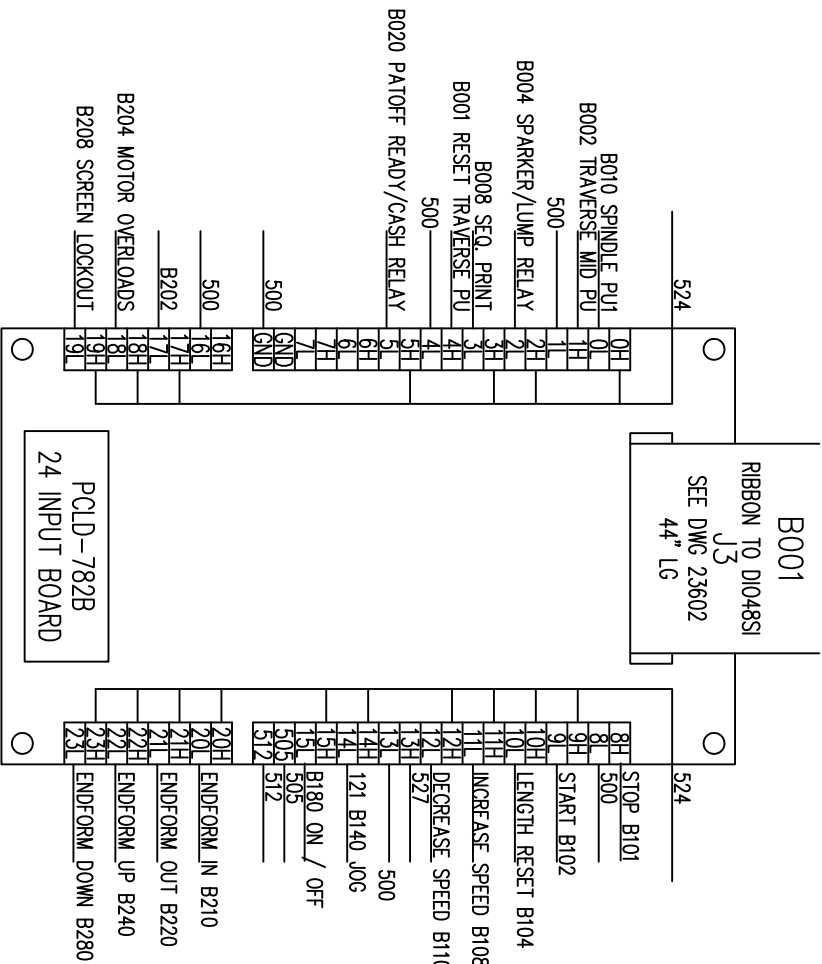 B001
RIBBON TO DIO48SI
J3
SEE DWG 23602
44" LG
524
B010 SPINDLE PU1
B002 TRAVERSE MID PU
500
B004 SPARKER/LUMP RELAY
B008 SEQ. PRINT
B001 RESET TRAVERSE PU
500
B020 PATOFF READY/CASH RELAY
500
500
B202
B204 MOTOR OVERLOADS
B208 SCREEN LOCKOUT
0H
0L
1H
1L
2H
2L
3H
3L
4H
4L
5H
5L
6H
6L
7H
7L
GND
GND
16H
16L
17H
17L
18H
18L
19H
19L
PCLD-782B
24 INPUT BOARD
8H
8L
9H
9L
10H
10L
11H
11L
12H
12L
13H
13L
14H
14L
15H
15L
505
512
20H
20L
21H
21L
22H
22L
23H
23L
524
STOP B101
500
START B102
LENGTH RESET B104
INCREASE SPEED B108
DECREASE SPEED B110
527
500
121 B140 JOG
B180 ON / OFF
505
512
ENDFORM IN B210
ENDFORM OUT B220
ENDFORM UP B240
ENDFORM DOWN B280